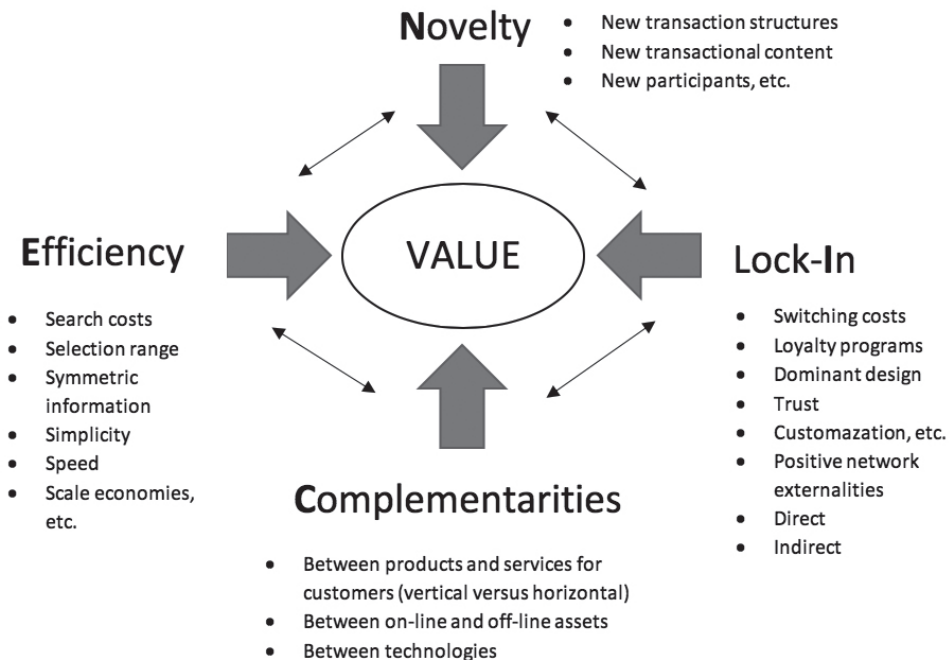 Novelty
• New transaction structures
• New transactional content
• New participants, etc.
Efficiency
• Search costs
• Selection range
• Symmetric
information
• Simplicity
• Speed
• Scale economies,
etc.
VALUE
Lock-In
• Switching costs
• Loyalty programs
• Dominant design
• Trust
• Customazation, etc.
• Positive network
externalities
• Direct
• Indirect
Complementarities
• Between products and services for
customers (vertical versus horizontal)
• Between on-line and off-line assets
• Between technologies